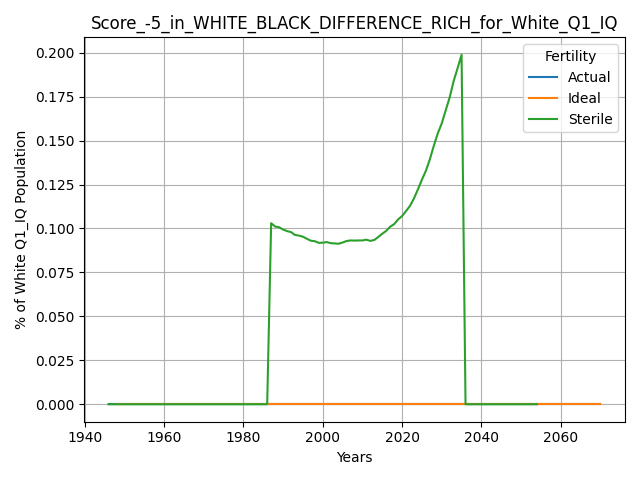 Score_-5_in_WHITE_BLACK_DIFFERENCE_RICH_for_White_Q1_IQ
Fertility
Actual
Ideal
Sterile
0.200
0.175
0.150
0.125
0.100
0.075
0.050
0.025
0.000
% of White Q1_IQ Population
1940
1960
1980
2000
2020
2040
2060
Years